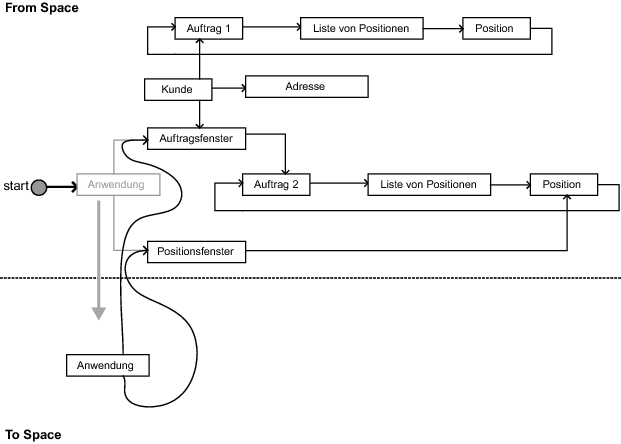 From Space
Auftrag 1
Liste von Positionen
Position
Kunde
Adresse
Auftragsfenster
start
Anwendung
Auftrag 2
Liste von Positionen
Position
Positionsfenster
Anwendung
To Space